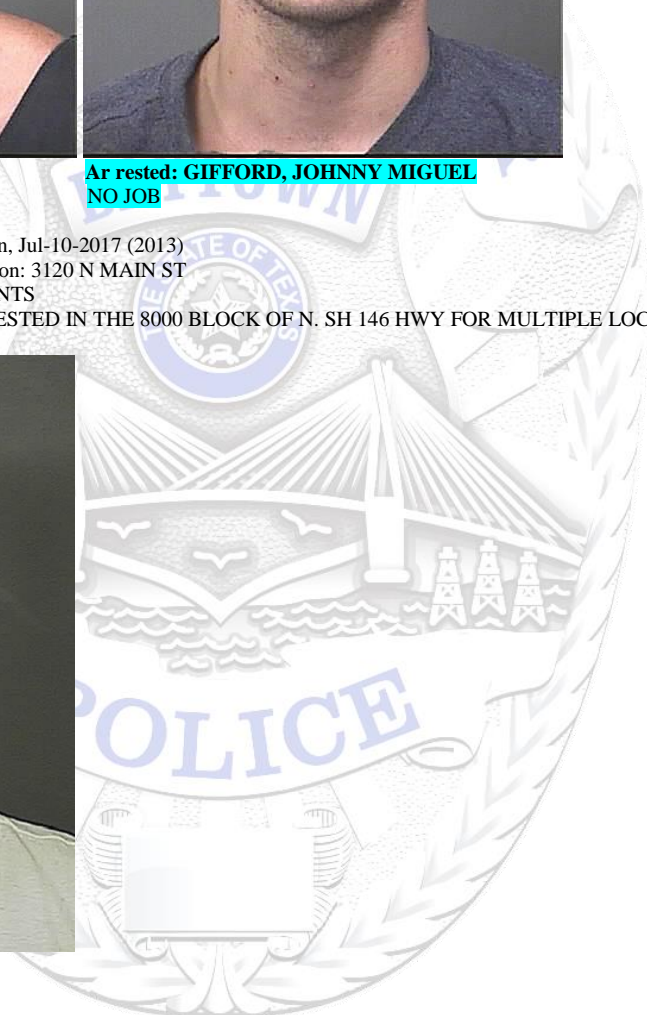 Ar rested: GIFFORD, JOHNNY MIGUEL
NO JOB
TOWN
n, Jul-10-2017 (2013)
on: 3120 N MAIN ST
NTS
ESTED IN THE 8000 BLOCK OF N. SH 146 HWY FOR MULTIPLE LOC
THE STATE OF TEXAS
POLICE